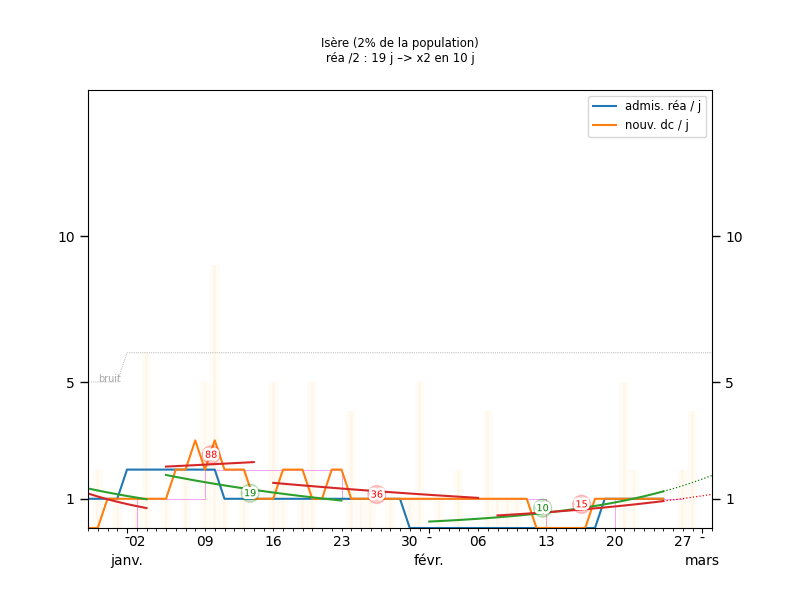 Isère (2% de la population)
réa /2 : 19 j –> x2 en 10 j
admis. réa / j
nouv. dc / j
10
10
bruit
5
5
88
19
36
10
15
1
1
02 09 16 23 30 06 13 20 27
janv. févr. mars